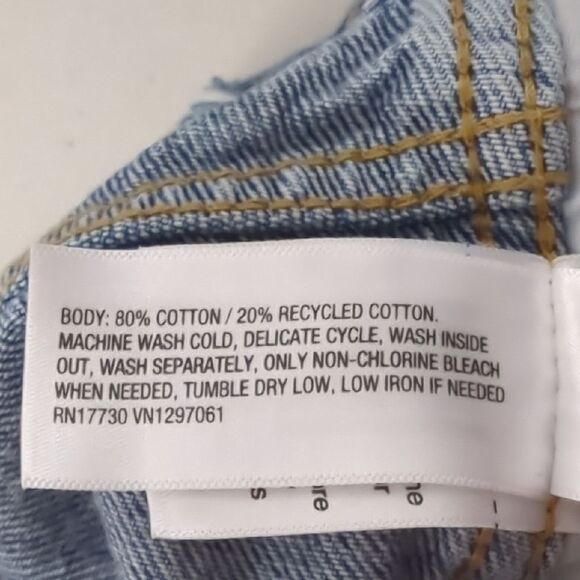 BODY: 80% COTTON / 20% RECYCLED COTTON.
MACHINE WASH COLD, DELICATE CYCLE, WASH INSIDE
OUT, WASH SEPARATELY, ONLY NON-CHLORINE BLEACH
WHEN NEEDED, TUMBLE DRY LOW, LOW IRON IF NEEDED
RN17730 VN1297061